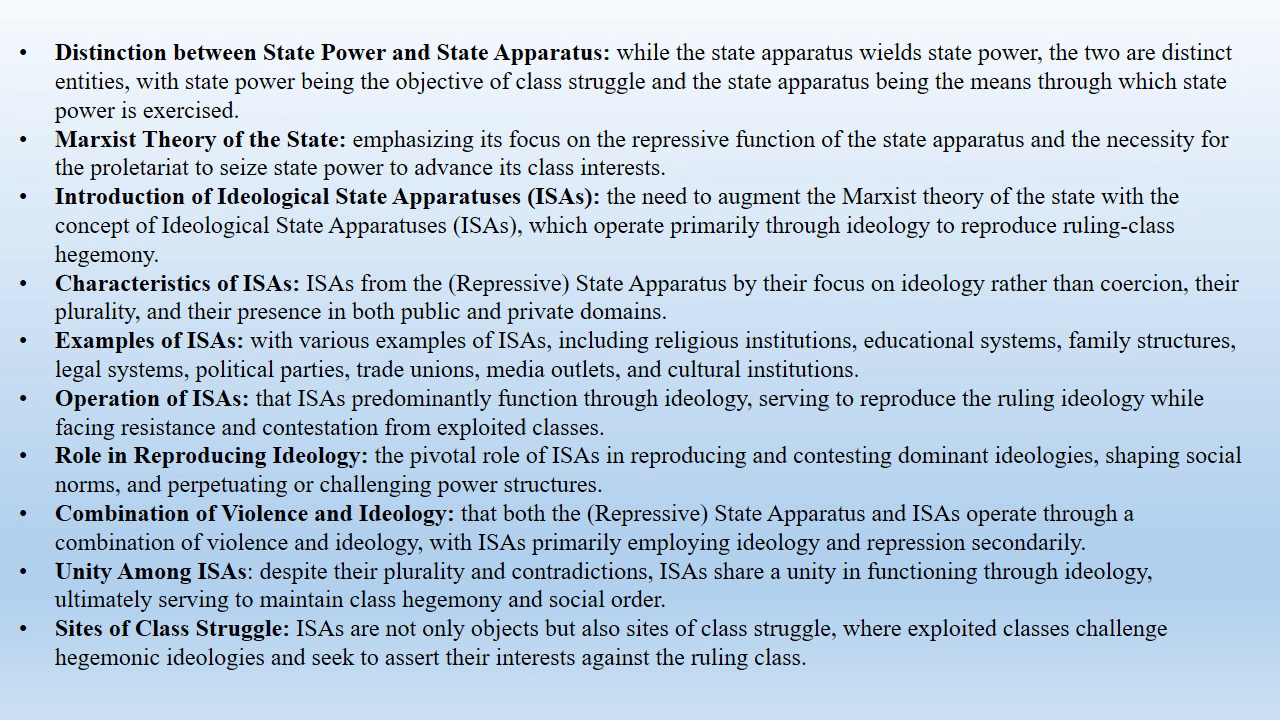 • Distinction between State Power and State Apparatus: while the state apparatus wields state power, the two are distinct
entities, with state power being the objective of class struggle and the state apparatus being the means through which state
power is exercised.
• Marxist Theory of the State: emphasizing its focus on the repressive function of the state apparatus and the necessity for
the proletariat to seize state power to advance its class interests.
• Introduction of Ideological State Apparatuses (ISAs): the need to augment the Marxist theory of the state with the
concept of Ideological State Apparatuses (ISAs), which operate primarily through ideology to reproduce ruling-class
hegemony.
• Characteristics of ISAs: ISAs from the (Repressive) State Apparatus by their focus on ideology rather than coercion, their
plurality, and their presence in both public and private domains.
• Examples of ISAs: with various examples of ISAs, including religious institutions, educational systems, family structures,
legal systems, political parties, trade unions, media outlets, and cultural institutions.
• Operation of ISAs: that ISAs predominantly function through ideology, serving to reproduce the ruling ideology while
facing resistance and contestation from exploited classes.
• Role in Reproducing Ideology: the pivotal role of ISAs in reproducing and contesting dominant ideologies, shaping social
norms, and perpetuating or challenging power structures.
• Combination of Violence and Ideology: that both the (Repressive) State Apparatus and ISAs operate through a
combination of violence and ideology, with ISAs primarily employing ideology and repression secondarily.
• Unity Among ISAs: despite their plurality and contradictions, ISAs share a unity in functioning through ideology,
ultimately serving to maintain class hegemony and social order.
• Sites of Class Struggle: ISAs are not only objects but also sites of class struggle, where exploited classes challenge
hegemonic ideologies and seek to assert their interests against the ruling class.